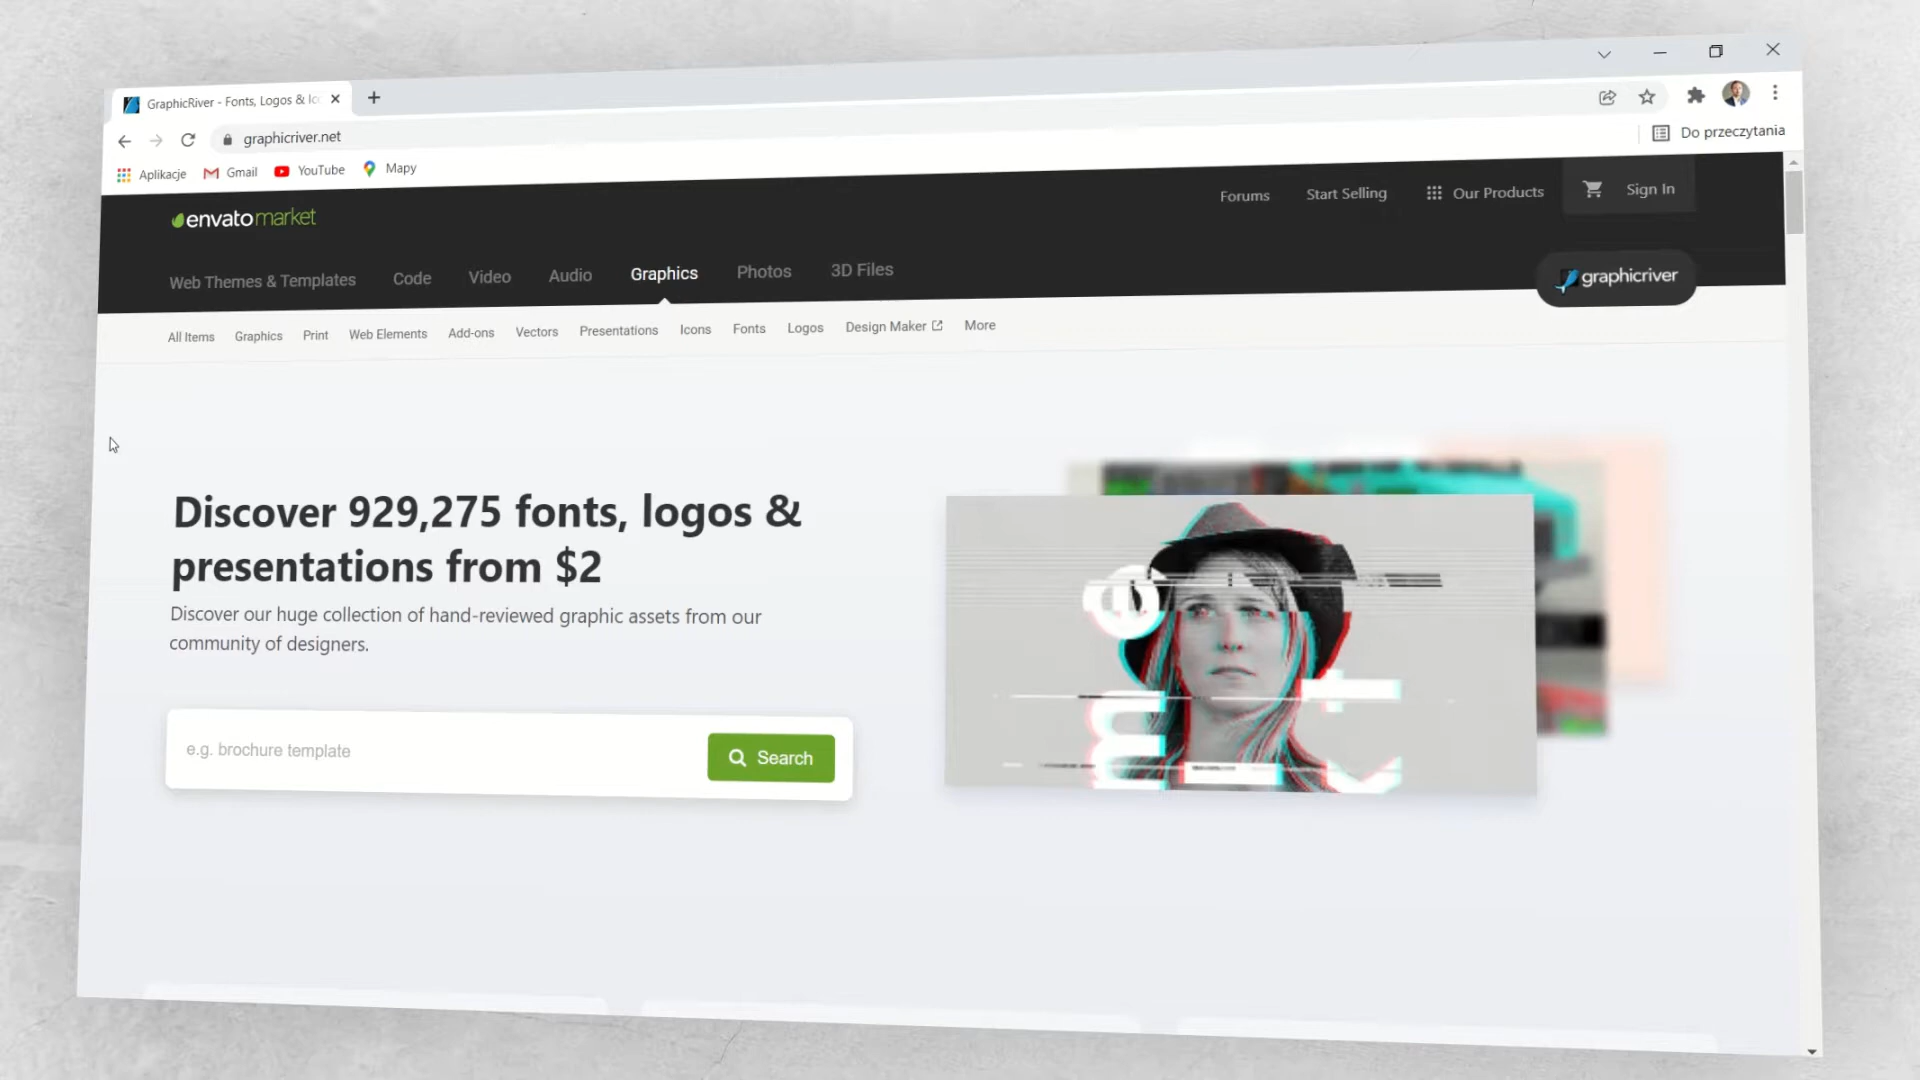 GraphicRiver - Fonts, Logos & Ic
graphicriver.net
Do przeczytania
Aplikacje
Gmail
YouTube
Mapy
envatomarket
Forums
Start Selling
Our Products
Sign In
Web Themes & Templates
Code
Video
Audio
Graphics
Photos
3D Files
graphicriver
All Items
Graphics
Print
Web Elements
Add-ons
Vectors
Presentations
Icons
Fonts
Logos
Design Maker
More
Discover 929,275 fonts, logos &
presentations from $2
Discover our huge collection of hand-reviewed graphic assets from our
community of designers.
e.g. brochure template
Search